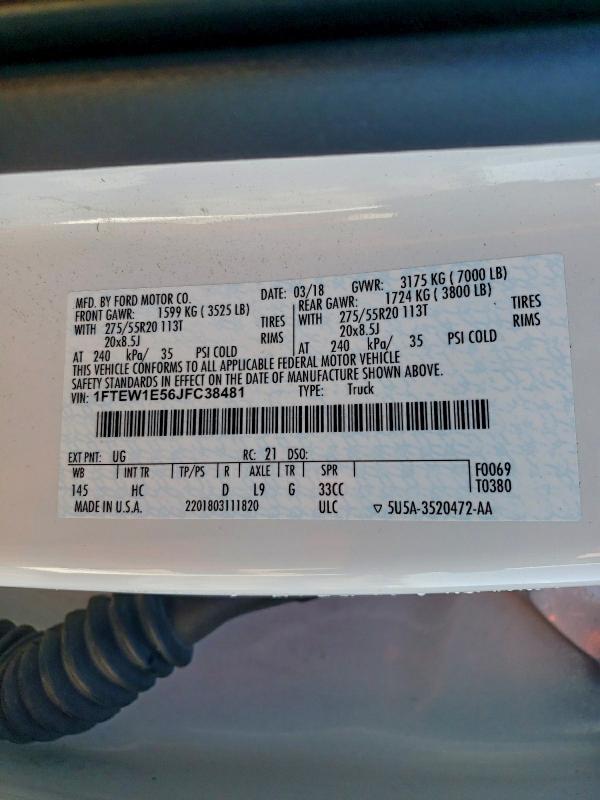 MFD. BY FORD MOTOR CO. DATE: 03/18 GVWR: 3175 KG ( 7000 LB)
FRONT GAWR: 1599 KG ( 3525 LB) REAR GAWR: 1724 KG ( 3800 LB)
WITH 275/55R20 113T TIRES WITH 275/55R20 113T TIRES
20x8.5J RIMS 20x8.5J RIMS
AT 240 kPa/ 35 PSI COLD AT 240 kPa/ 35 PSI COLD
THIS VEHICLE CONFORMS TO ALL APPLICABLE FEDERAL MOTOR VEHICLE
SAFETY STANDARDS IN EFFECT ON THE DATE OF MANUFACTURE SHOWN ABOVE.
VIN: 1FTEW1E56JFC38481 TYPE: Truck
EXT PNT: UG RC: 21 DSO:
WB INT TR TP/PS R AXLE TR SPR F0069
145 HC D L9 G 33CC T0380
MADE IN U.S.A. 2201803111820 ULC ▽ 5U5A-3520472-AA